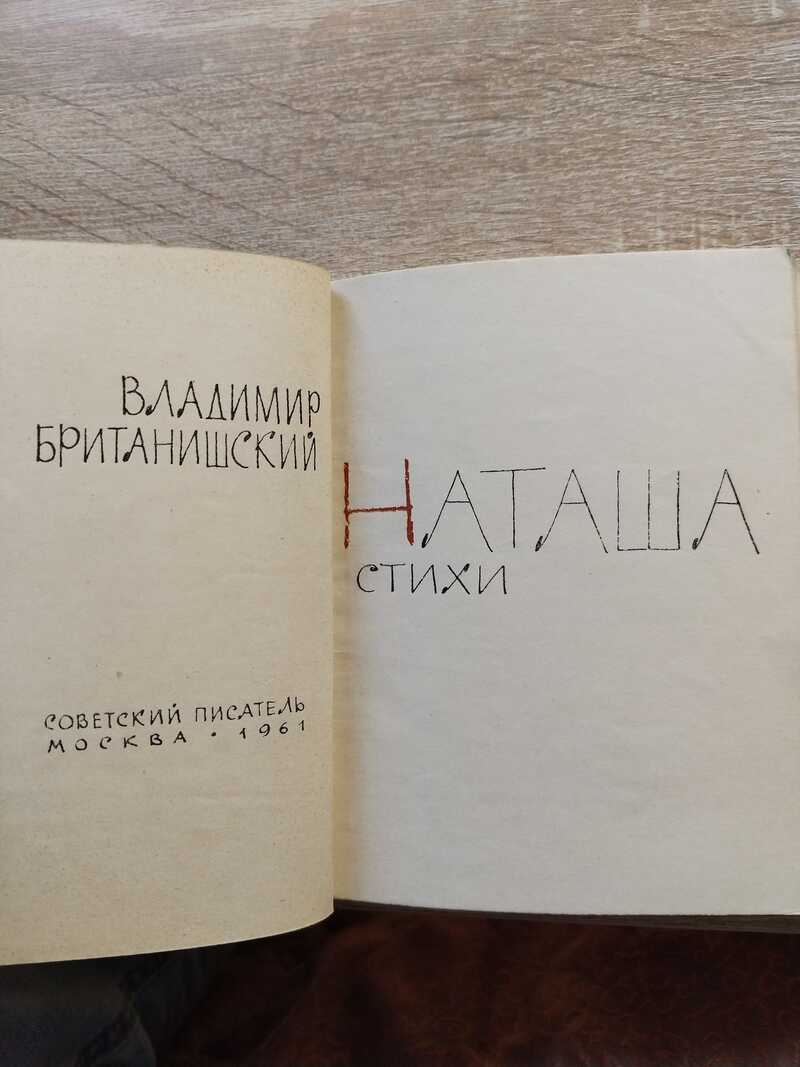 ВЛАДИМИР
БРИТАНИШСКИЙ
СОВЕТСКИЙ ПИСАТЕЛЬ
МОСКВА • 1961
НАТАША
СТИХИ